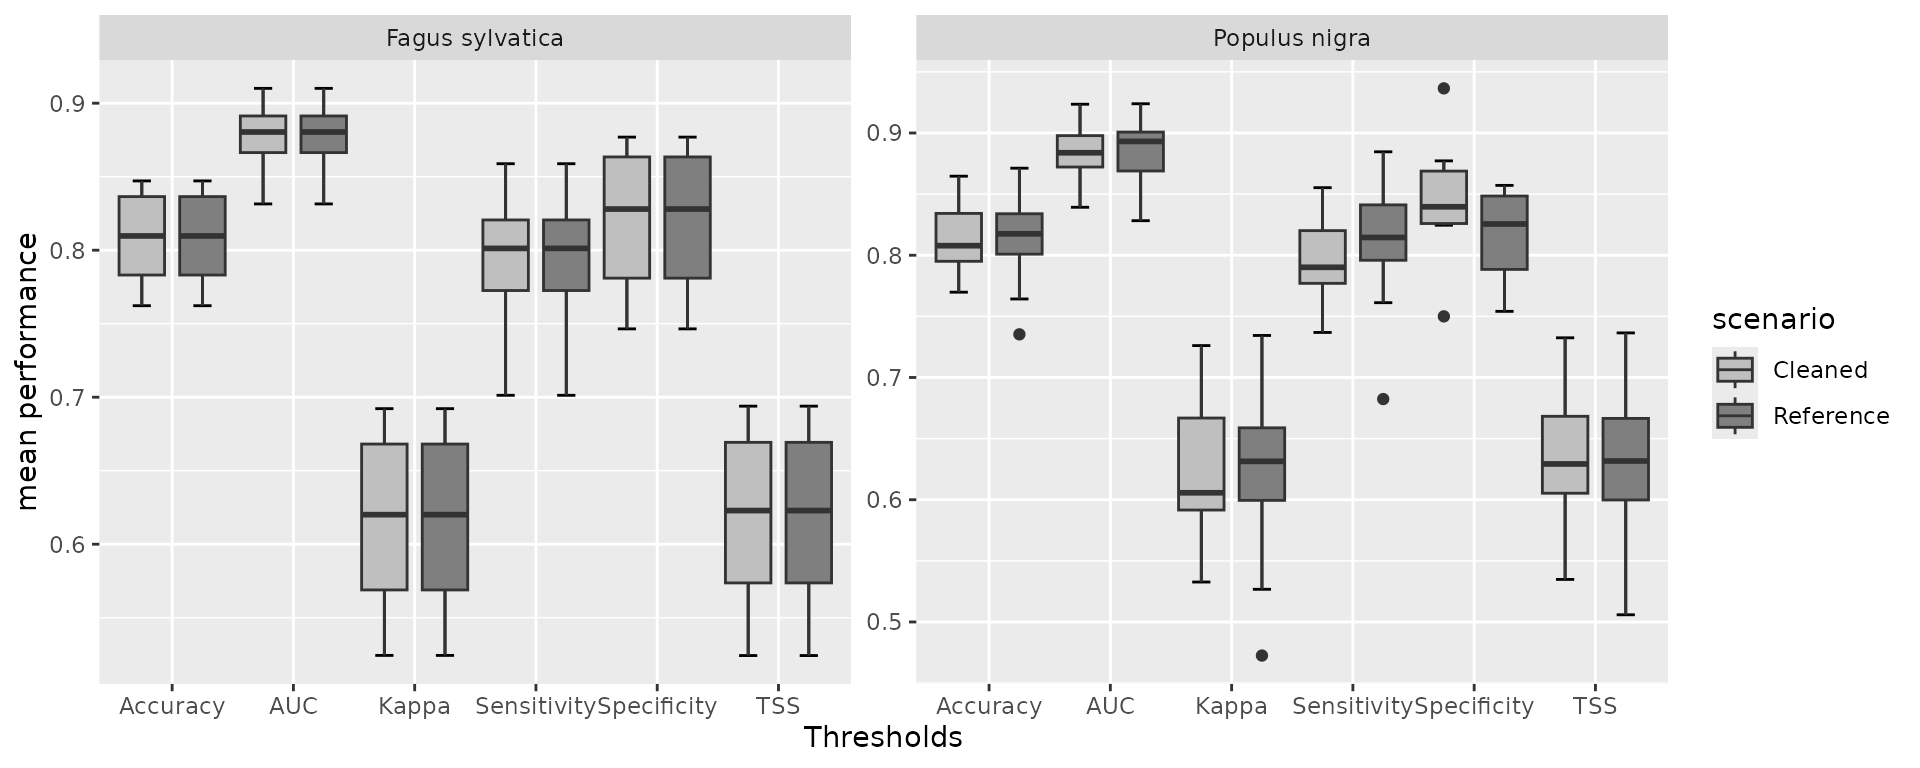 Fagus sylvatica
Populus nigra
mean performance
0.9
0.8
0.7
0.6
0.9
0.8
0.7
0.6
0.5
Accuracy AUC Kappa Sensitivity Specificity TSS
Accuracy AUC Kappa Sensitivity Specificity TSS
Thresholds
scenario
Cleaned
Reference